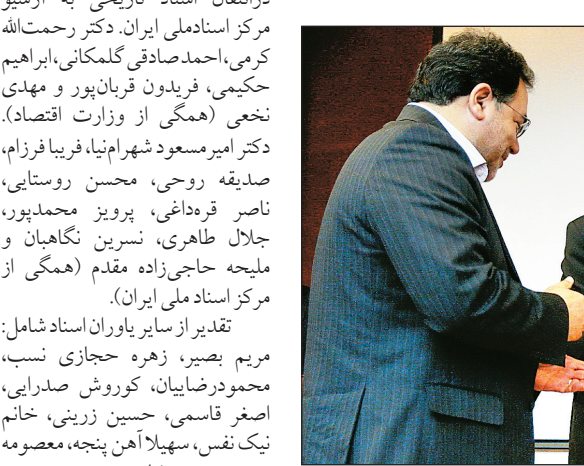 درانتقال اسناد تاریخی به آرشیو
مرکز اسنادملی ایران. دکتر رحمت‌الله
کرمی،احمدصادقی‌گلمکانی،ابراهیم
حکیمی، فریدون قربان‌پور و مهدی
نخعی (همگی از وزارت اقتصاد).
دکتر امیرمسعود شهرام‌نیا، فریبا فرزام،
صدیقه روحی، محسن روستایی،
ناصر قره‌داغی، پرویز محمدپور،
جلال طاهری، نسرین نگاهبان و
ملیحه حاجی‌زاده مقدم (همگی از
مرکز اسناد ملی ایران).
تقدیر از سایر یاوران اسناد شامل:
مریم بصیر، زهره حجازی نسب،
محمودرضاییان، کوروش صدرایی،
اصغر قاسمی، حسین زرینی، خانم
نیک نفس، سهیلا آهن پنجه، معصومه